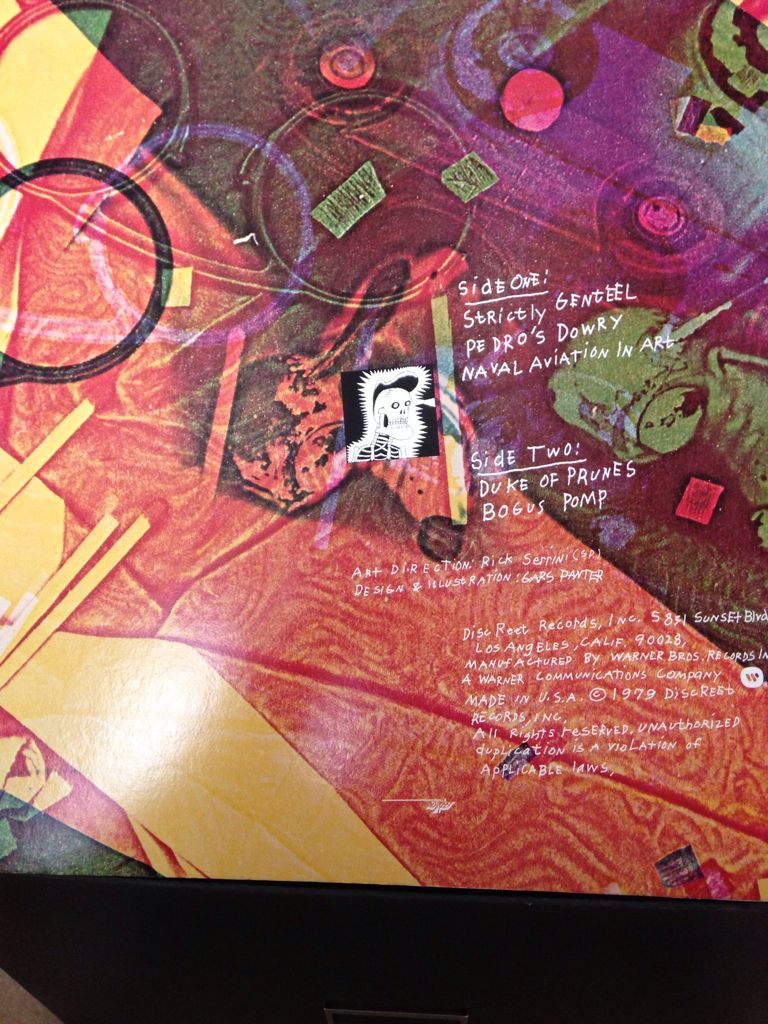 Side One:
Strictly Genteel
Pedro's Dowry
Naval Aviation In Art
Side Two:
Duke of Prunes
Bogus Pomp
Art Direction: Rick Serrini (SP)
Design & Illustration: Gary Panter
DiscReet Records, Inc. 5831 Sunset Blvd
Los Angeles, Calif. 90028,
Manufactured by Warner Bros. Records In
A Warner Communications Company
Made in U.S.A. © 1979 DiscReet
Records, Inc.
All Rights reserved. Unauthorized
duplication is a violation of
Applicable laws,